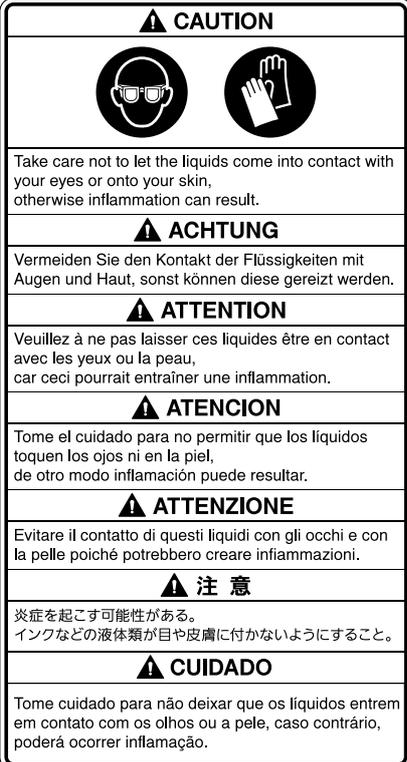 CAUTION
Take care not to let the liquids come into contact with
your eyes or onto your skin,
otherwise inflammation can result.
ACHTUNG
Vermeiden Sie den Kontakt der Flüssigkeiten mit
Augen und Haut, sonst können diese gereizt werden.
ATTENTION
Veuillez à ne pas laisser ces liquides être en contact
avec les yeux ou la peau,
car ceci pourrait entraîner une inflammation.
ATENCION
Tome el cuidado para no permitir que los líquidos
toquen los ojos ni en la piel,
de otro modo inflamación puede resultar.
ATTENZIONE
Evitare il contatto di questi liquidi con gli occhi e con
la pelle poiché potrebbero creare infiammazioni.
注 意
炎症を起こす可能性がある。
インクなどの液体類が目や皮膚に付かないようにすること。
CUIDADO
Tome cuidado para não deixar que os líquidos entrem
em contato com os olhos ou a pele, caso contrário,
poderá ocorrer inflamação.